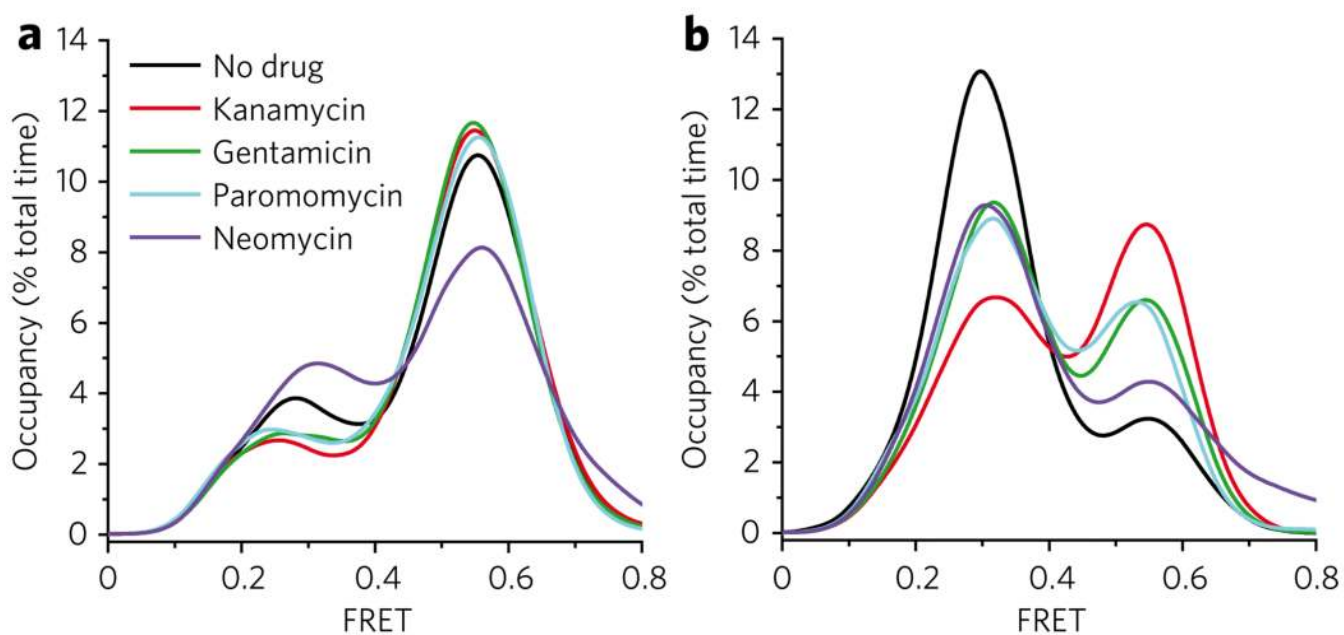 a
14
12
10
8
6
4
2
0
Occupancy (% total time)
No drug
Kanamycin
Gentamicin
Paromomycin
Neomycin
0 0.2 0.4 0.6 0.8
FRET
b
14
12
10
8
6
4
2
0
Occupancy (% total time)
0 0.2 0.4 0.6 0.8
FRET